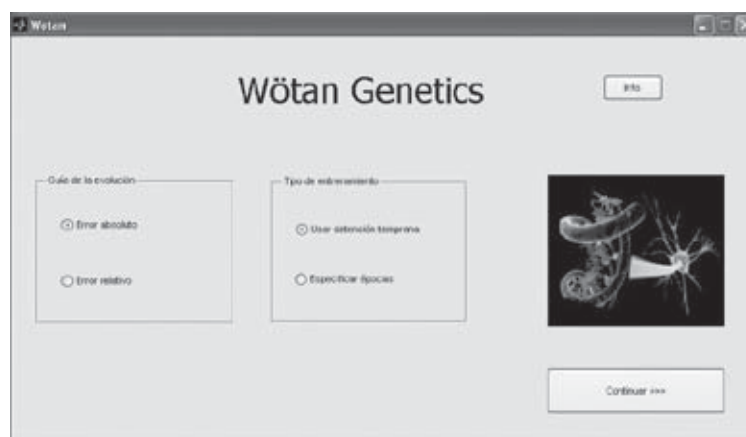 Wotan
Wötan Genetics
Info
Guía de la evolución
Tipo de entrenamiento
Error absoluto
Usar detención temprana
Error relativo
Especificar épocas
Continuar >>>